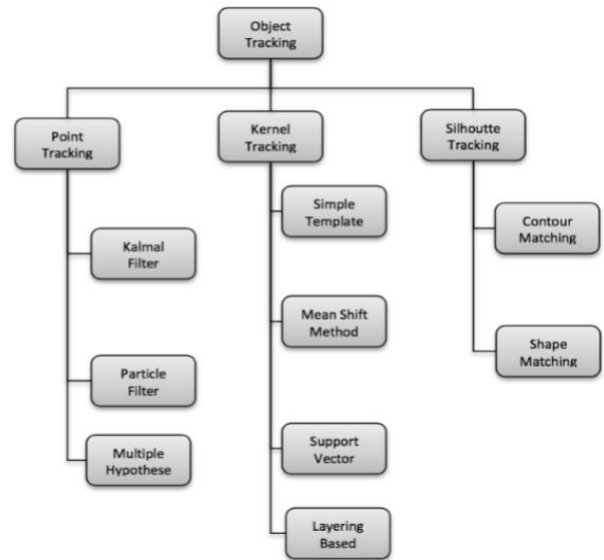 Object
Tracking
Point
Tracking
Kernel
Tracking
Silhoutte
Tracking
Simple
Template
Contour
Matching
Kalmal
Filter
Mean Shift
Method
Shape
Matching
Particle
Filter
Multiple
Hypothese
Support
Vector
Layering
Based